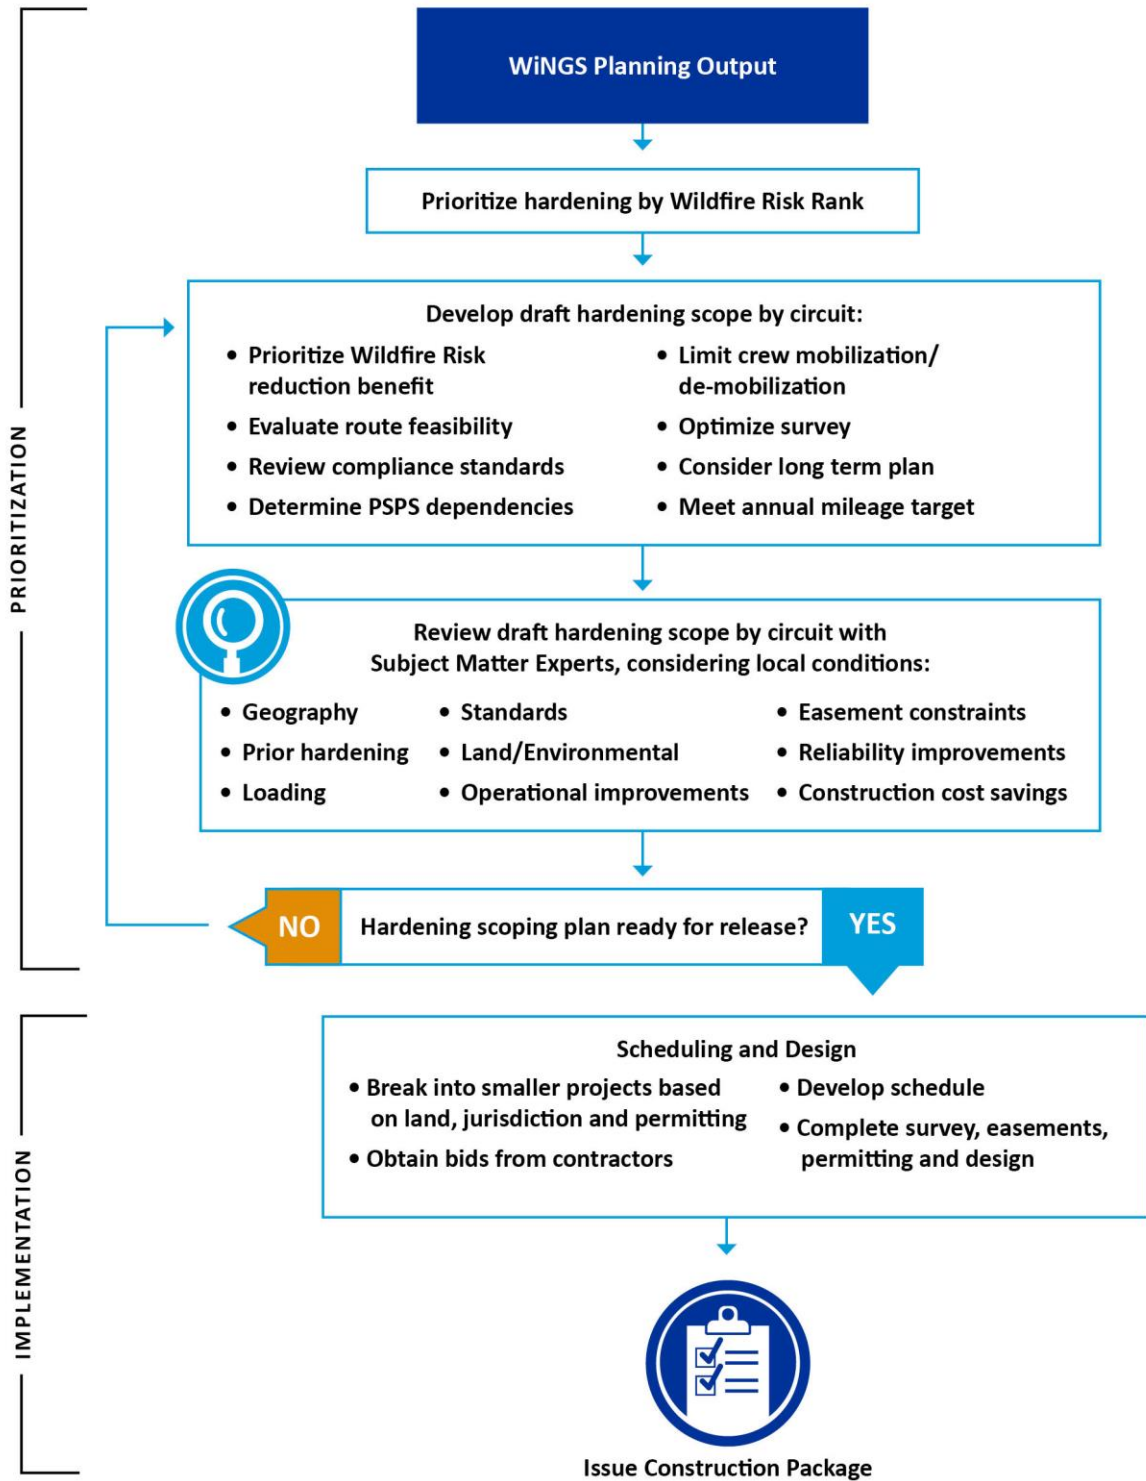 WiNGS Planning Output
Prioritize hardening by Wildfire Risk Rank
Develop draft hardening scope by circuit:
• Prioritize Wildfire Risk
reduction benefit
• Evaluate route feasibility
• Review compliance standards
• Determine PSPS dependencies
• Limit crew mobilization/
de-mobilization
• Optimize survey
• Consider long term plan
• Meet annual mileage target
PRIORITIZATION
Review draft hardening scope by circuit with
Subject Matter Experts, considering local conditions:
• Geography
• Prior hardening
• Loading
• Standards
• Land/Environmental
• Operational improvements
• Easement constraints
• Reliability improvements
• Construction cost savings
NO
Hardening scoping plan ready for release?
YES
Scheduling and Design
• Break into smaller projects based
on land, jurisdiction and permitting
• Obtain bids from contractors
• Develop schedule
• Complete survey, easements,
permitting and design
IMPLEMENTATION
Issue Construction Package